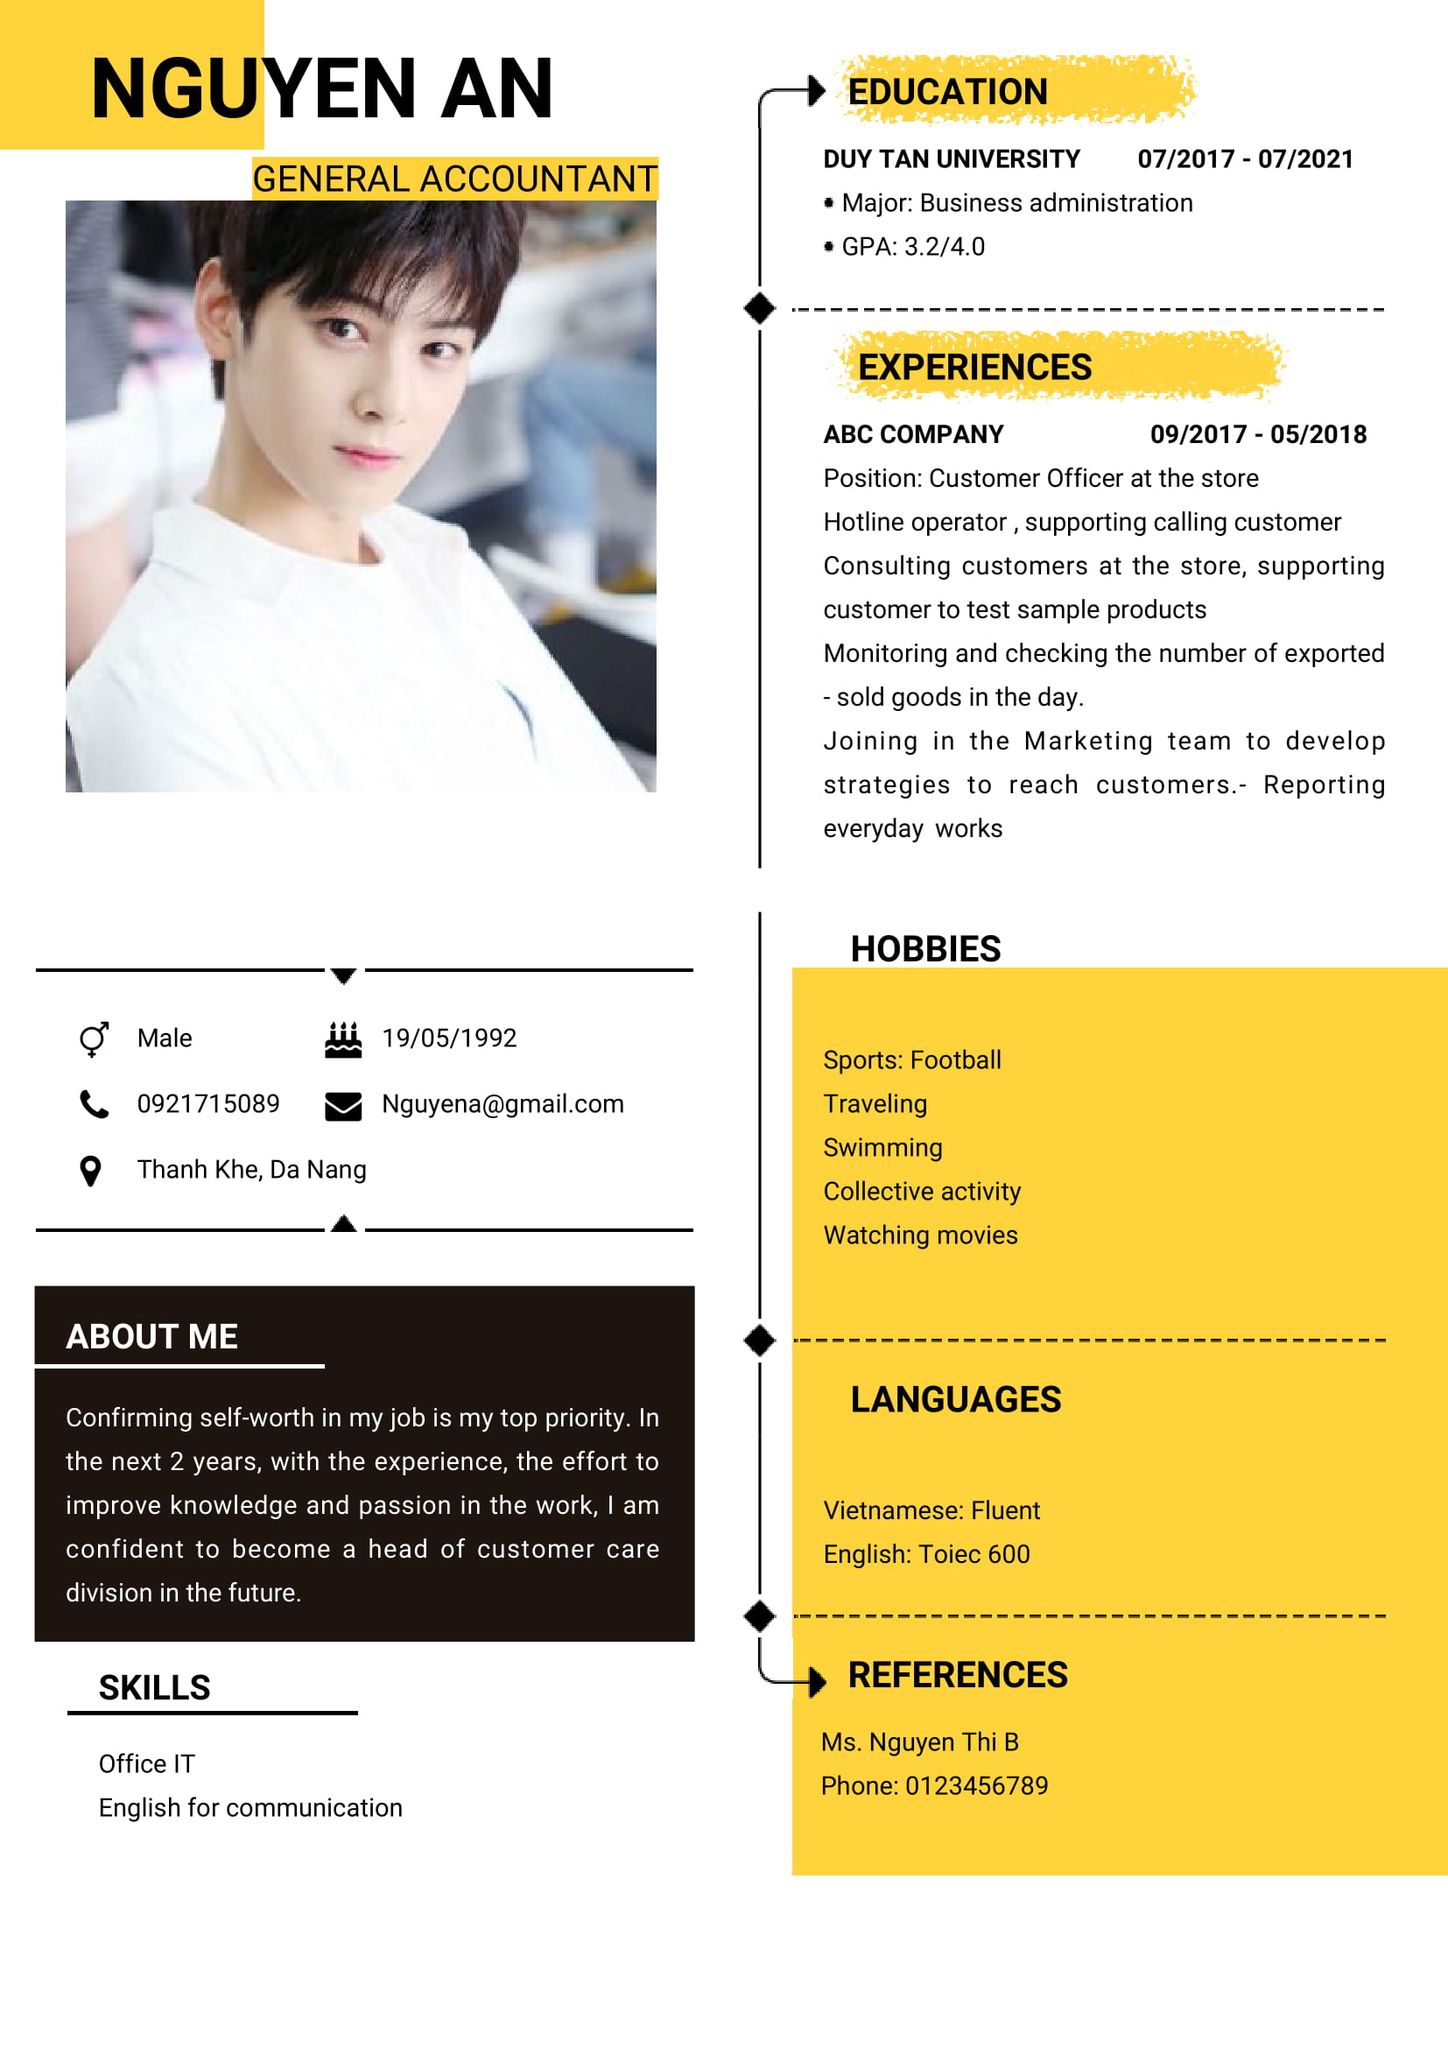 NGUYEN AN
GENERAL ACCOUNTANT
Male
19/05/1992
0921715089
Nguyena@gmail.com
Thanh Khe, Da Nang
ABOUT ME
Confirming self-worth in my job is my top priority. In
the next 2 years, with the experience, the effort to
improve knowledge and passion in the work, I am
confident to become a head of customer care
division in the future.
SKILLS
Office IT
English for communication
EDUCATION
DUY TAN UNIVERSITY 07/2017 - 07/2021
• Major: Business administration
• GPA: 3.2/4.0
EXPERIENCES
ABC COMPANY 09/2017 - 05/2018
Position: Customer Officer at the store
Hotline operator , supporting calling customer
Consulting customers at the store, supporting
customer to test sample products
Monitoring and checking the number of exported
- sold goods in the day.
Joining in the Marketing team to develop
strategies to reach customers.- Reporting
everyday works
HOBBIES
Sports: Football
Traveling
Swimming
Collective activity
Watching movies
LANGUAGES
Vietnamese: Fluent
English: Toiec 600
REFERENCES
Ms. Nguyen Thi B
Phone: 0123456789